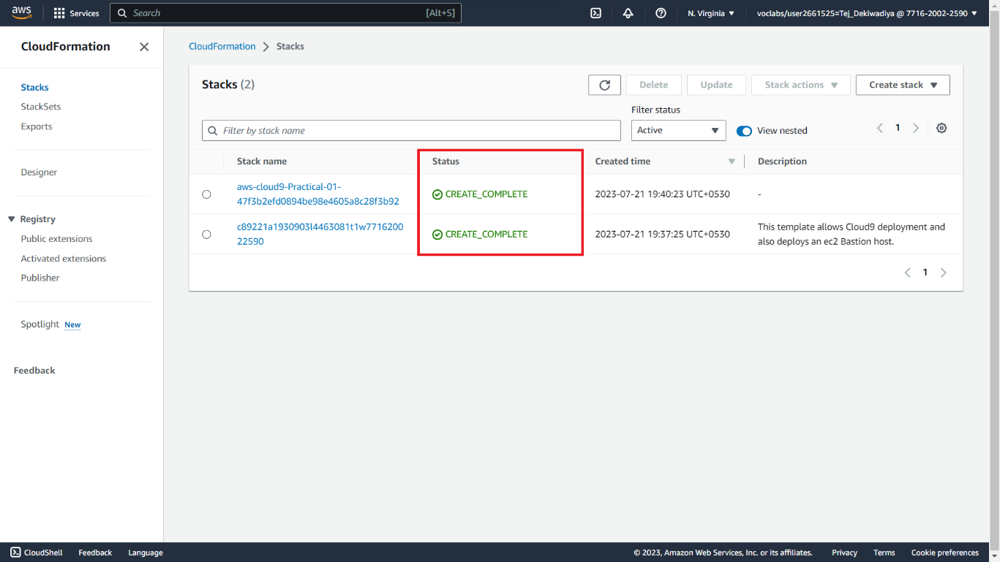 aws
Services
Search
[Alt+S]
N. Virginia
voclabs/user2661525=Tej_Dekiwadiya @ 7716-2002-2590
CloudFormation
Stacks
StackSets
Exports
Designer
Registry
Public extensions
Activated extensions
Publisher
Spotlight New
Feedback
CloudFormation
Stacks
Stacks (2)
Delete
Update
Stack actions
Create stack
Filter status
Filter by stack name
Active
View nested
1
Stack name
Status
Created time
Description
aws-cloud9-Practical-01-
47f3b2efd0894be98e4605a8c28f3b92
CREATE_COMPLETE
2023-07-21 19:40:23 UTC+0530
-
c89221a1930903l4463081t1w7716200
22590
CREATE_COMPLETE
2023-07-21 19:37:25 UTC+0530
This template allows Cloud9 deployment and
also deploys an ec2 Bastion host.
1
CloudShell
Feedback
Language
© 2023, Amazon Web Services, Inc. or its affiliates.
Privacy
Terms
Cookie preferences